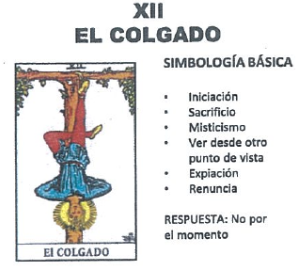 XII
EL COLGADO
SIMBOLOGÍA BÁSICA
• Iniciación
• Sacrificio
• Misticismo
• Ver desde otro
punto de vista
• Expiación
• Renuncia
RESPUESTA: No por
el momento
XII
El COLGADO